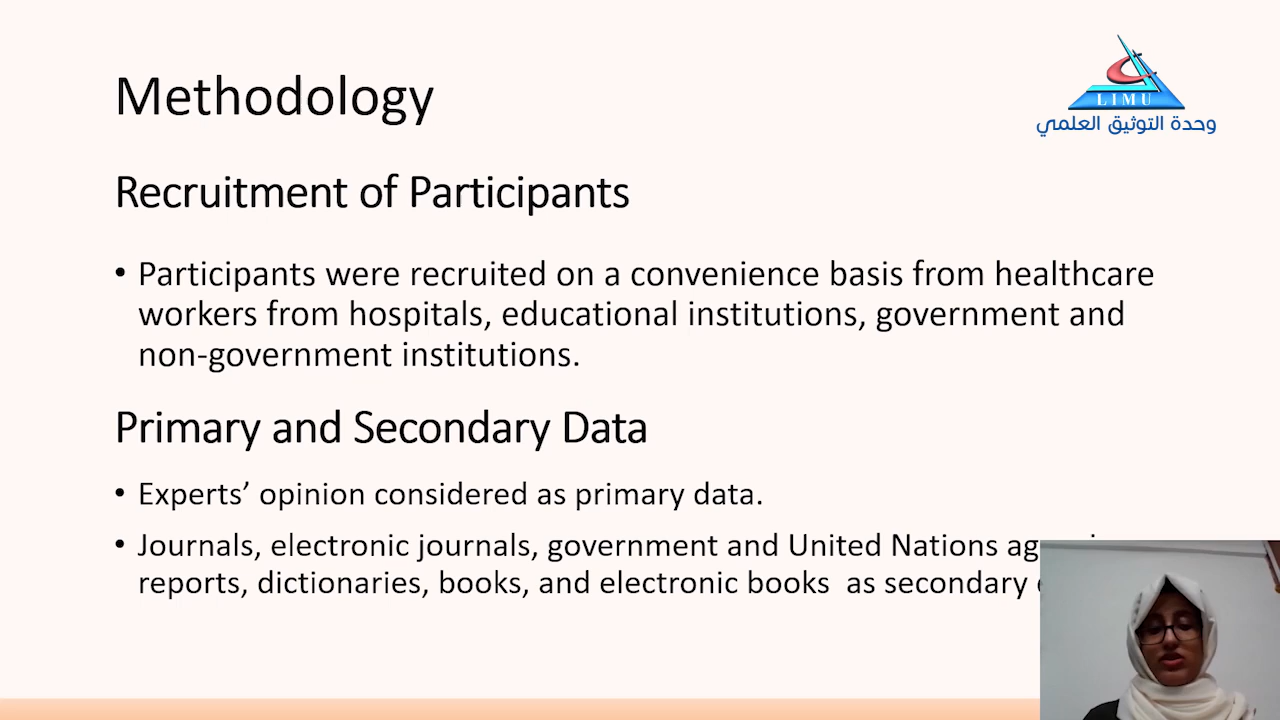 Methodology
LIMU
وحدة التوثيق العلمي
Recruitment of Participants
• Participants were recruited on a convenience basis from healthcare
workers from hospitals, educational institutions, government and
non-government institutions.
Primary and Secondary Data
• Experts’ opinion considered as primary data.
• Journals, electronic journals, government and United Nations
reports, dictionaries, books, and electronic books as secondary